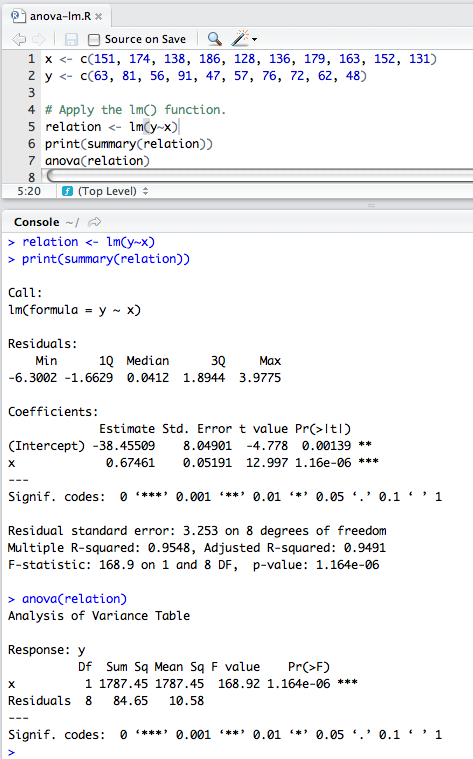 anova-lm.R ×
Source on Save
1 x <- c(151, 174, 138, 186, 128, 136, 179, 163, 152, 131)
2 y <- c(63, 81, 56, 91, 47, 57, 76, 72, 62, 48)
3
4 # Apply the lm() function.
5 relation <- lm(y~x)
6 print(summary(relation))
7 anova(relation)
8
5:20 (Top Level)
Console ~/
> relation <- lm(y~x)
> print(summary(relation))
Call:
lm(formula = y ~ x)
Residuals:
    Min      1Q  Median      3Q     Max
-6.3002 -1.6629  0.0412  1.8944  3.9775
Coefficients:
             Estimate Std. Error t value Pr(>|t|)
(Intercept) -38.45509    8.04901  -4.778  0.00139 **
x             0.67461    0.05191  12.997 1.16e-06 ***
---
Signif. codes:  0 ‘***’ 0.001 ‘**’ 0.01 ‘*’ 0.05 ‘.’ 0.1 ‘ ’ 1
Residual standard error: 3.253 on 8 degrees of freedom
Multiple R-squared: 0.9548, Adjusted R-squared: 0.9491
F-statistic: 168.9 on 1 and 8 DF,  p-value: 1.164e-06
> anova(relation)
Analysis of Variance Table
Response: y
          Df  Sum Sq Mean Sq F value    Pr(>F)
x          1 1787.45 1787.45  168.92 1.164e-06 ***
Residuals  8   84.65   10.58
---
Signif. codes:  0 ‘***’ 0.001 ‘**’ 0.01 ‘*’ 0.05 ‘.’ 0.1 ‘ ’ 1
>